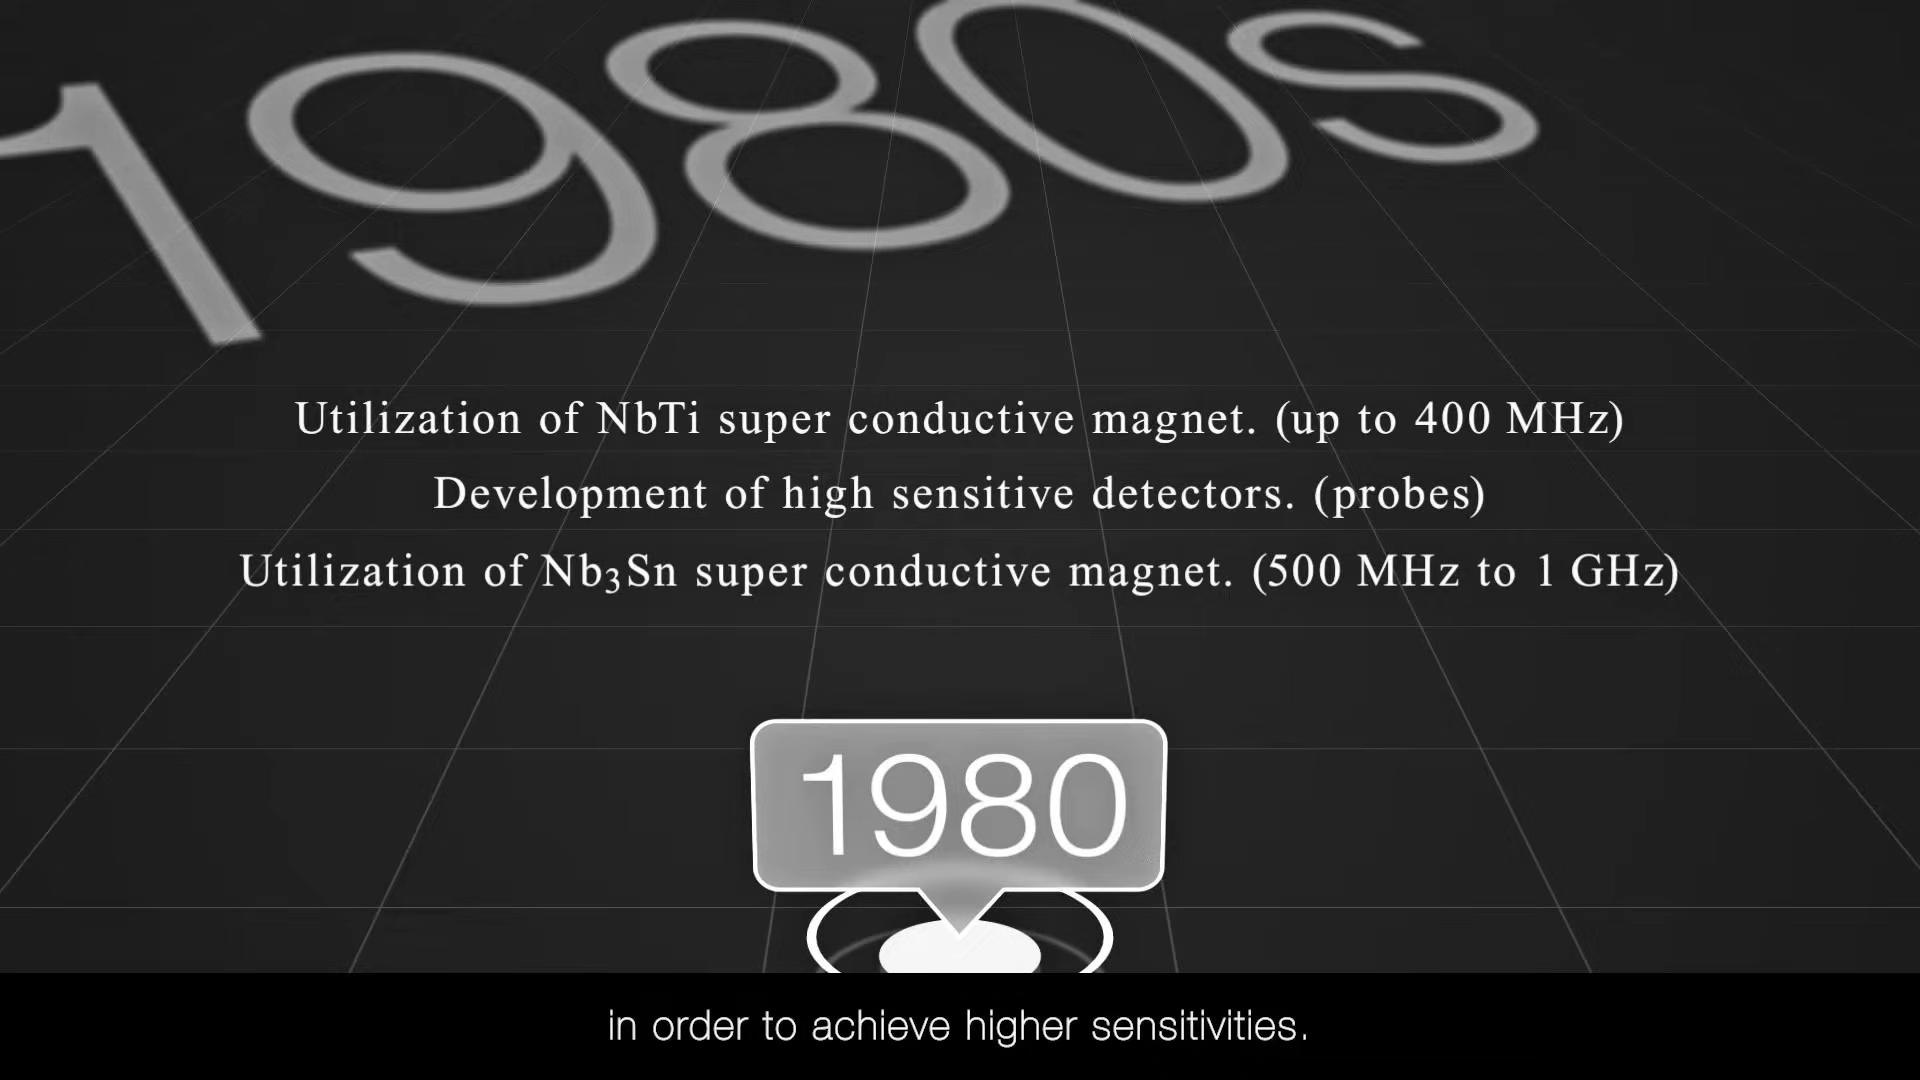 1980s
Utilization of NbTi super conductive magnet. (up to 400 MHz)
Development of high sensitive detectors. (probes)
Utilization of Nb₃Sn super conductive magnet. (500 MHz to 1 GHz)
1980
in order to achieve higher sensitivities.